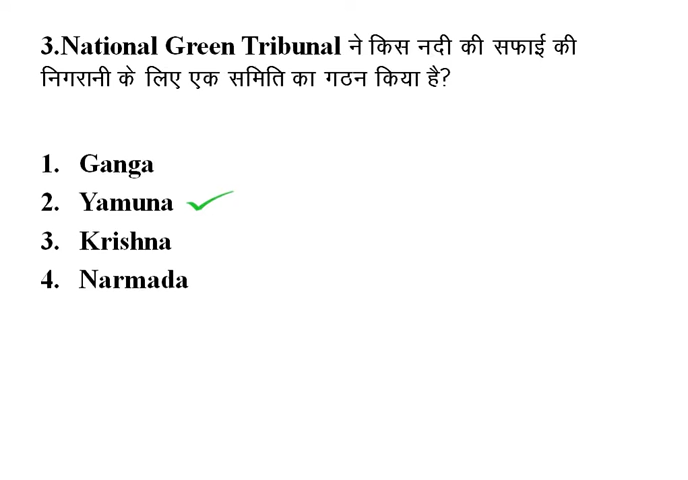 3.National Green Tribunal ने किस नदी की सफाई की
निगरानी के लिए एक समिति का गठन किया है?
1. Ganga
2. Yamuna
3. Krishna
4. Narmada